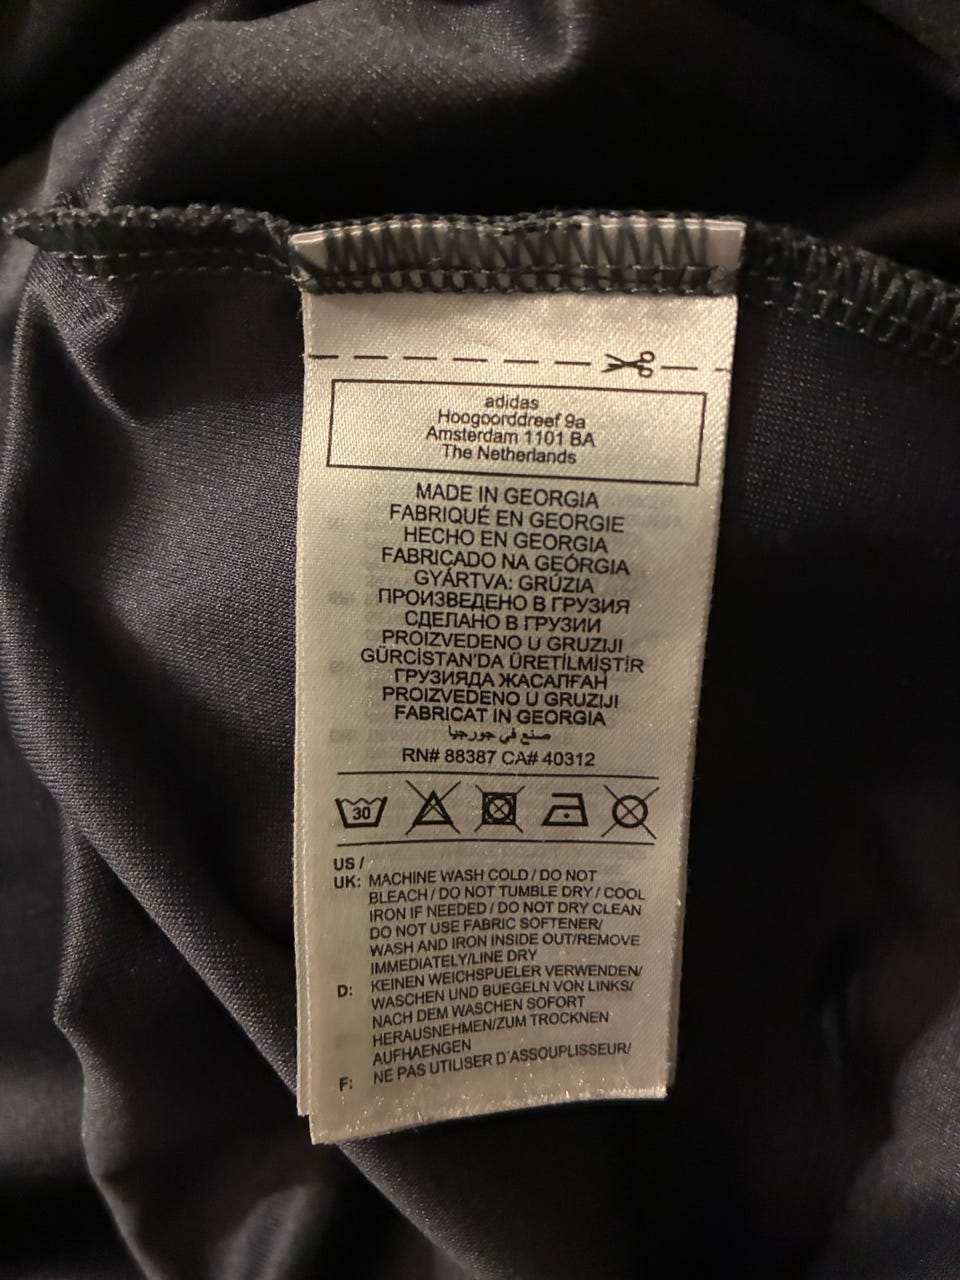 adidas
Hoogoorddreef 9a
Amsterdam 1101 BA
The Netherlands
MADE IN GEORGIA
FABRIQUÉ EN GEORGIE
HECHO EN GEORGIA
FABRICADO NA GEÓRGIA
GYÁRTVA: GRÚZIA
ПРОИЗВЕДЕНО В ГРУЗИЯ
СДЕЛАНО В ГРУЗИИ
PROIZVEDENO U GRUZIJI
GÜRCİSTAN'DA ÜRETİLMİŞTİR
ГРУЗИЯДА ЖАСАЛҒАН
PROIZVEDENO U GRUZIJI
FABRICAT IN GEORGIA
صنع في جورجيا
RN# 88387 CA# 40312
30
US /
UK: MACHINE WASH COLD / DO NOT
BLEACH / DO NOT TUMBLE DRY / COOL
IRON IF NEEDED / DO NOT DRY CLEAN
DO NOT USE FABRIC SOFTENER/
WASH AND IRON INSIDE OUT/REMOVE
IMMEDIATELY/LINE DRY
D: KEINEN WEICHSPUELER VERWENDEN/
WASCHEN UND BUEGELN VON LINKS/
NACH DEM WASCHEN SOFORT
HERAUSNEHMEN/ZUM TROCKNEN
AUFHAENGEN
F: NE PAS UTILISER D'ASSOUPLISSEUR/